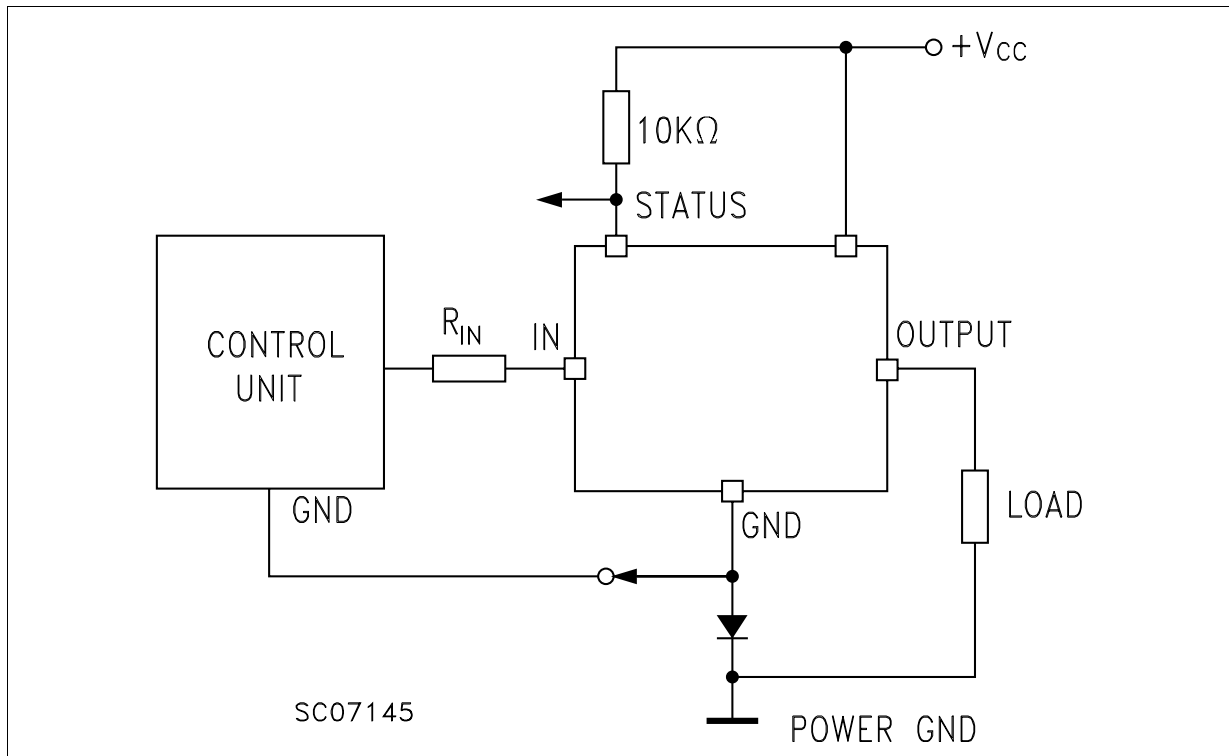 +VCC
10KΩ
STATUS
CONTROL
UNIT
RIN
IN
OUTPUT
GND
GND
LOAD
SC07145
POWER GND